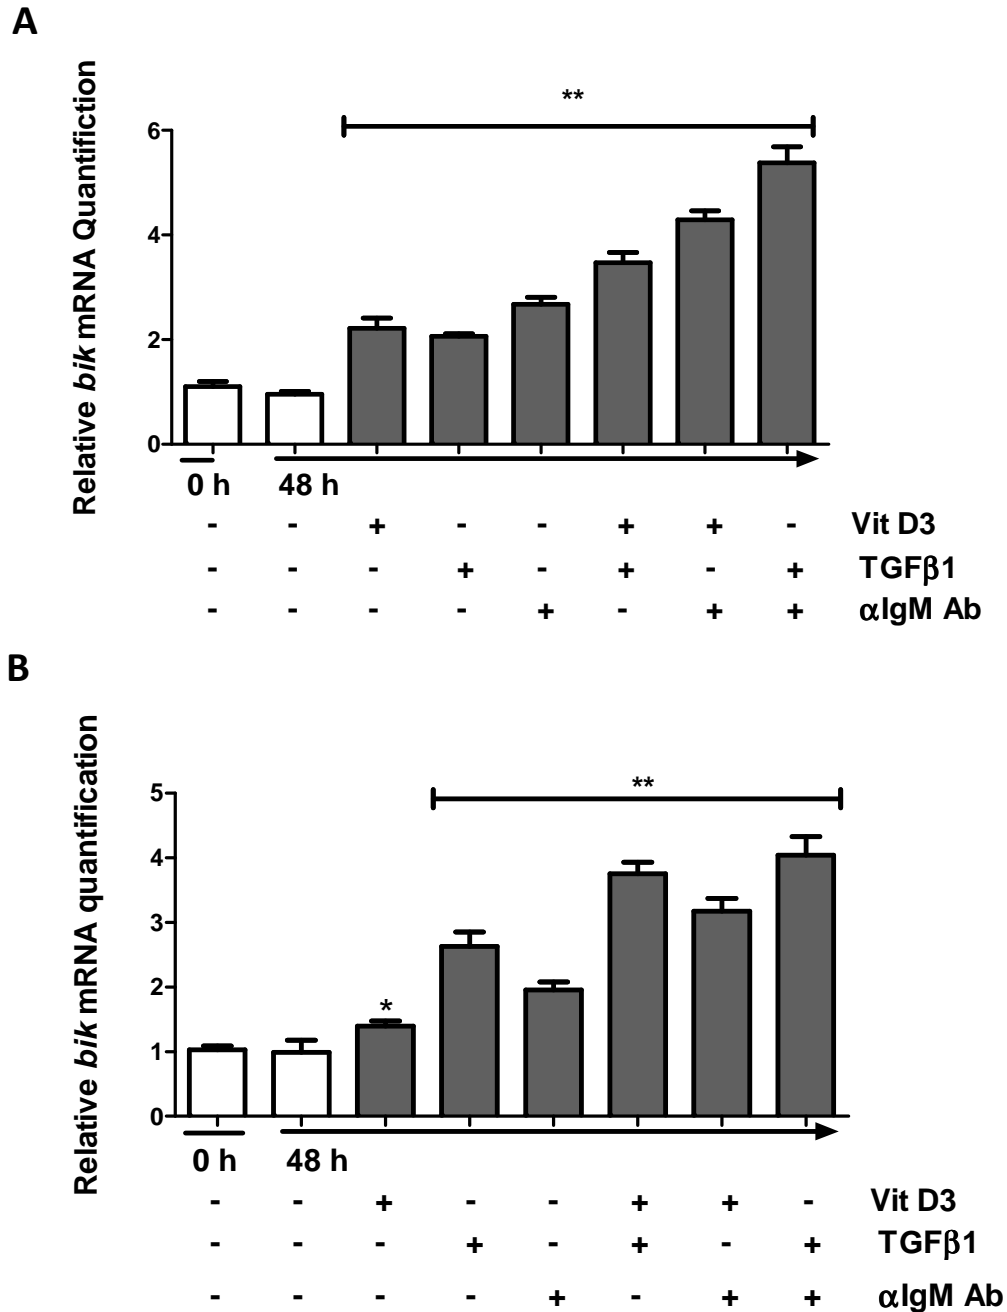 A
Relative bik mRNA Quantifiction
**
6
4
2
0
0 h 48 h
- - + - - + + - Vit D3
- - - + - + - + TGFβ1
- - - - + - + + αIgM Ab
B
Relative bik mRNA quantification
**
5
4
3
2
1
0
*
0 h 48 h
- - + - - + + - Vit D3
- - - + - + - + TGFβ1
- - - - + - + + αIgM Ab